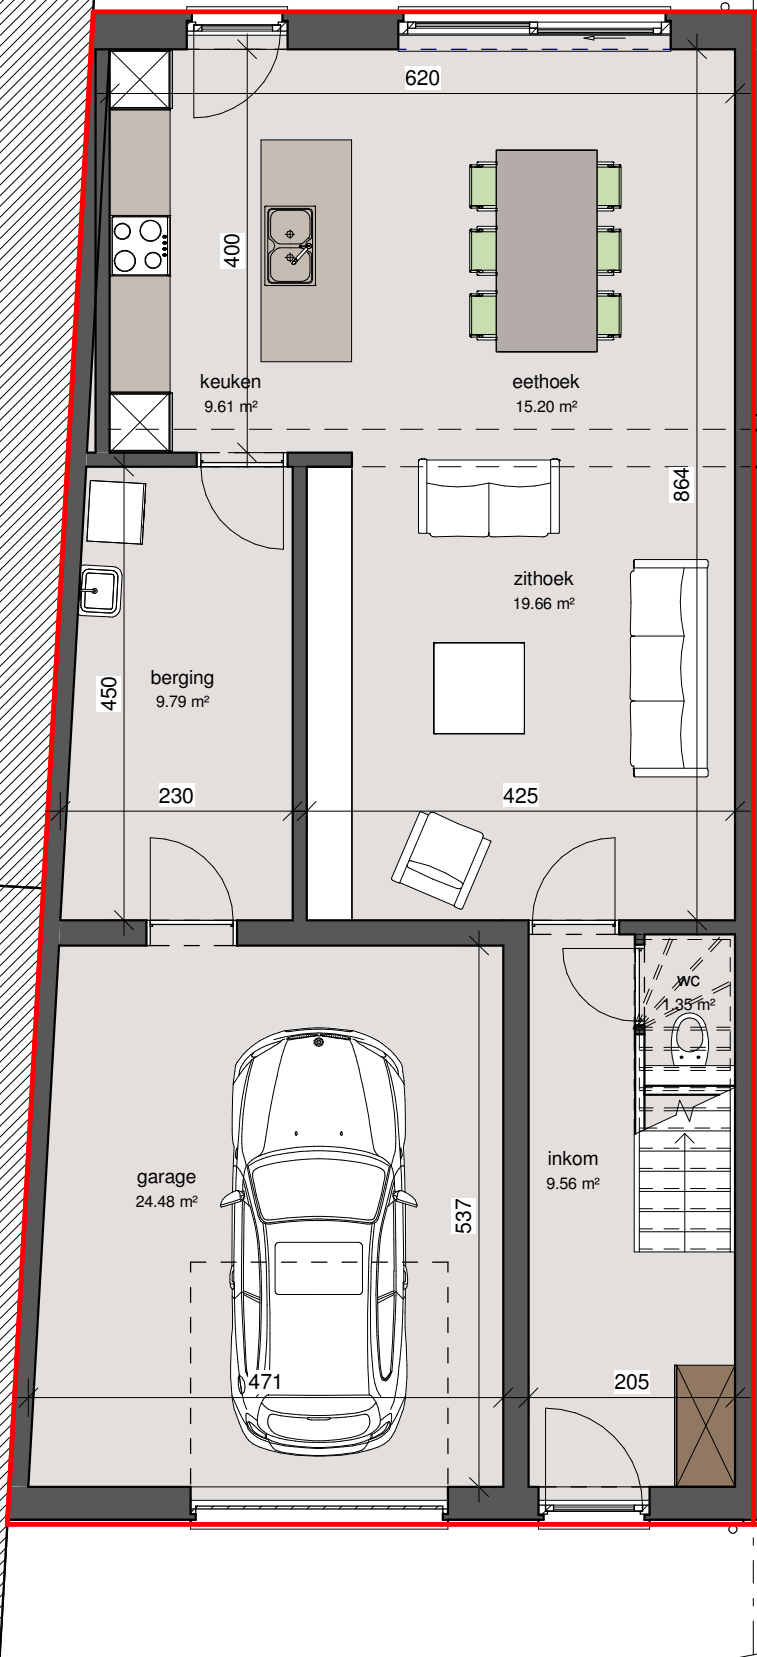 620
400
keuken
9.61 m²
eethoek
15.20 m²
864
zithoek
19.66 m²
berging
9.79 m²
450
230
425
wc
1.35 m²
inkom
9.56 m²
garage
24.48 m²
537
471
205